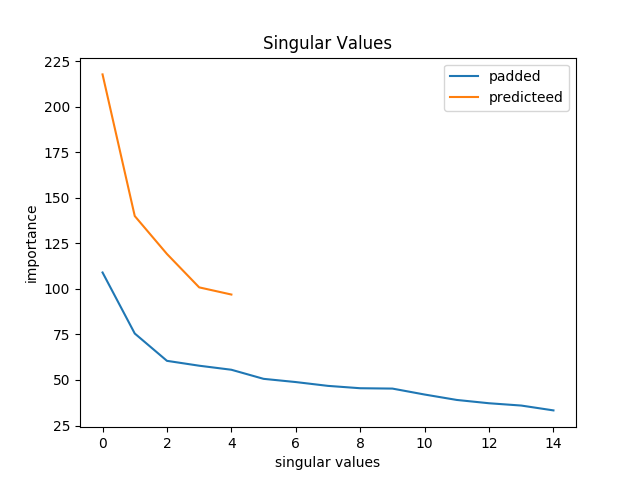 Singular Values
padded
predicteed
importance
225
200
175
150
125
100
75
50
25
0 2 4 6 8 10 12 14
singular values